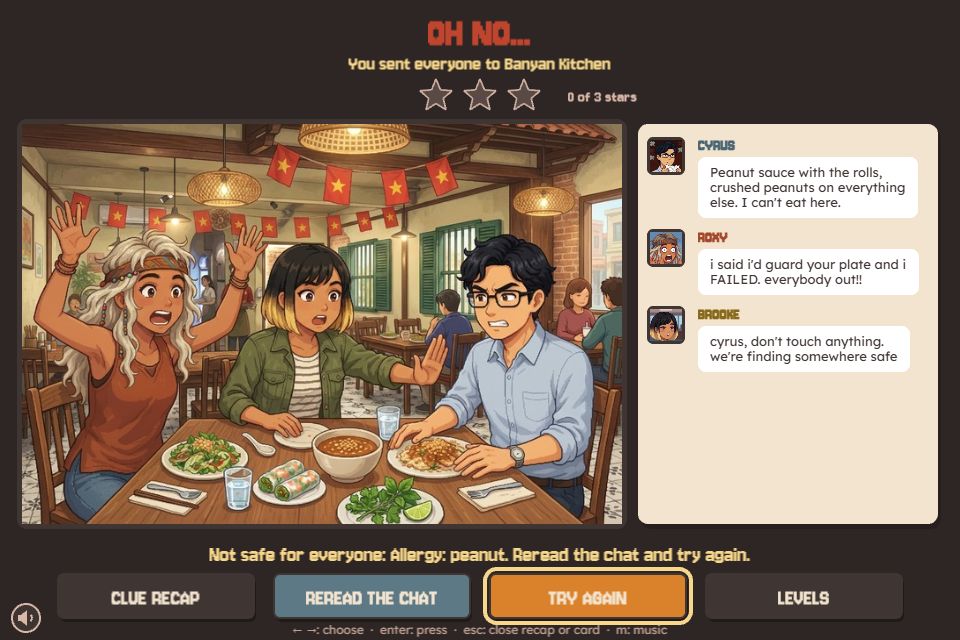 OH NO...
You sent everyone to Banyan Kitchen
0 of 3 stars
CYRUS
Peanut sauce with the rolls,
crushed peanuts on everything
else. I can't eat here.
ROXY
i said i'd guard your plate and i
FAILED. everybody out!!
BROOKE
cyrus, don't touch anything.
we're finding somewhere safe
Not safe for everyone: Allergy: peanut. Reread the chat and try again.
CLUE RECAP
REREAD THE CHAT
TRY AGAIN
LEVELS
← →: choose · enter: press · esc: close recap or card · m: music